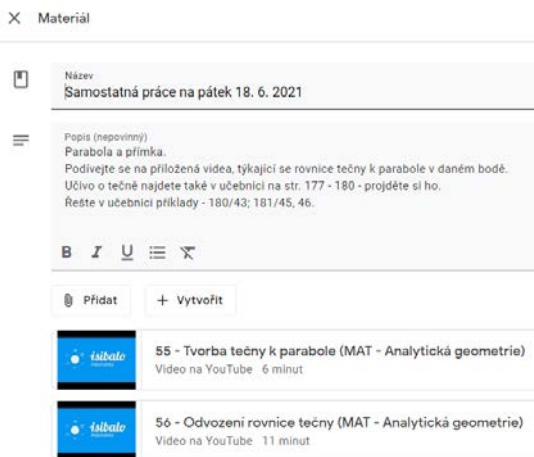 Materiál
Název
Samostatná práce na pátek 18. 6. 2021
Popis (nepovinný)
Parabola a přímka.
Podívejte se na přiložená videa, týkající se rovnice tečny k parabole v daném bodě.
Učivo o tečně najdete také v učebnici na str. 177 - 180 - projděte si ho.
Řešte v učebnici příklady - 180/43; 181/45, 46.
B I U
Přidat
+ Vytvořit
isibalo
55 - Tvorba tečny k parabole (MAT - Analytická geometrie)
Video na YouTube 6 minut
isibalo
56 - Odvození rovnice tečny (MAT - Analytická geometrie)
Video na YouTube 11 minut